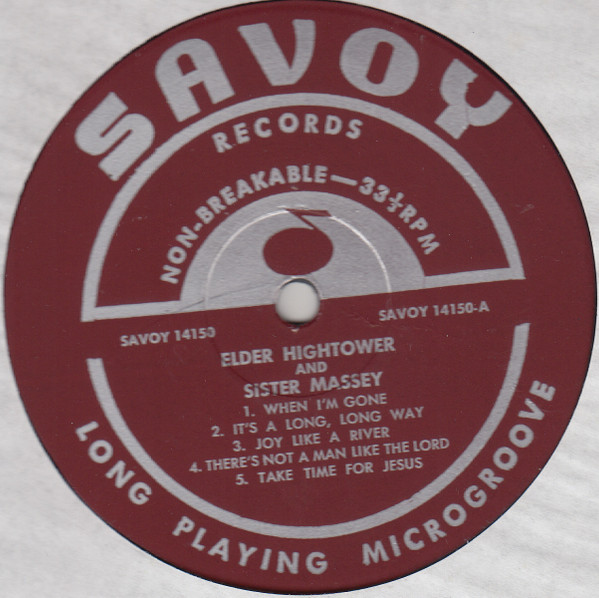 SAVOY
RECORDS
NON-BREAKABLE—33⅓RPM
SAVOY 14150
SAVOY 14150-A
ELDER HIGHTOWER
AND
SiSTER MASSEY
1. WHEN I'M GONE
2. IT'S A LONG, LONG WAY
3. JOY LIKE A RIVER
4. THERE'S NOT A MAN LIKE THE LORD
5. TAKE TIME FOR JESUS
LONG PLAYING MICROGROOVE